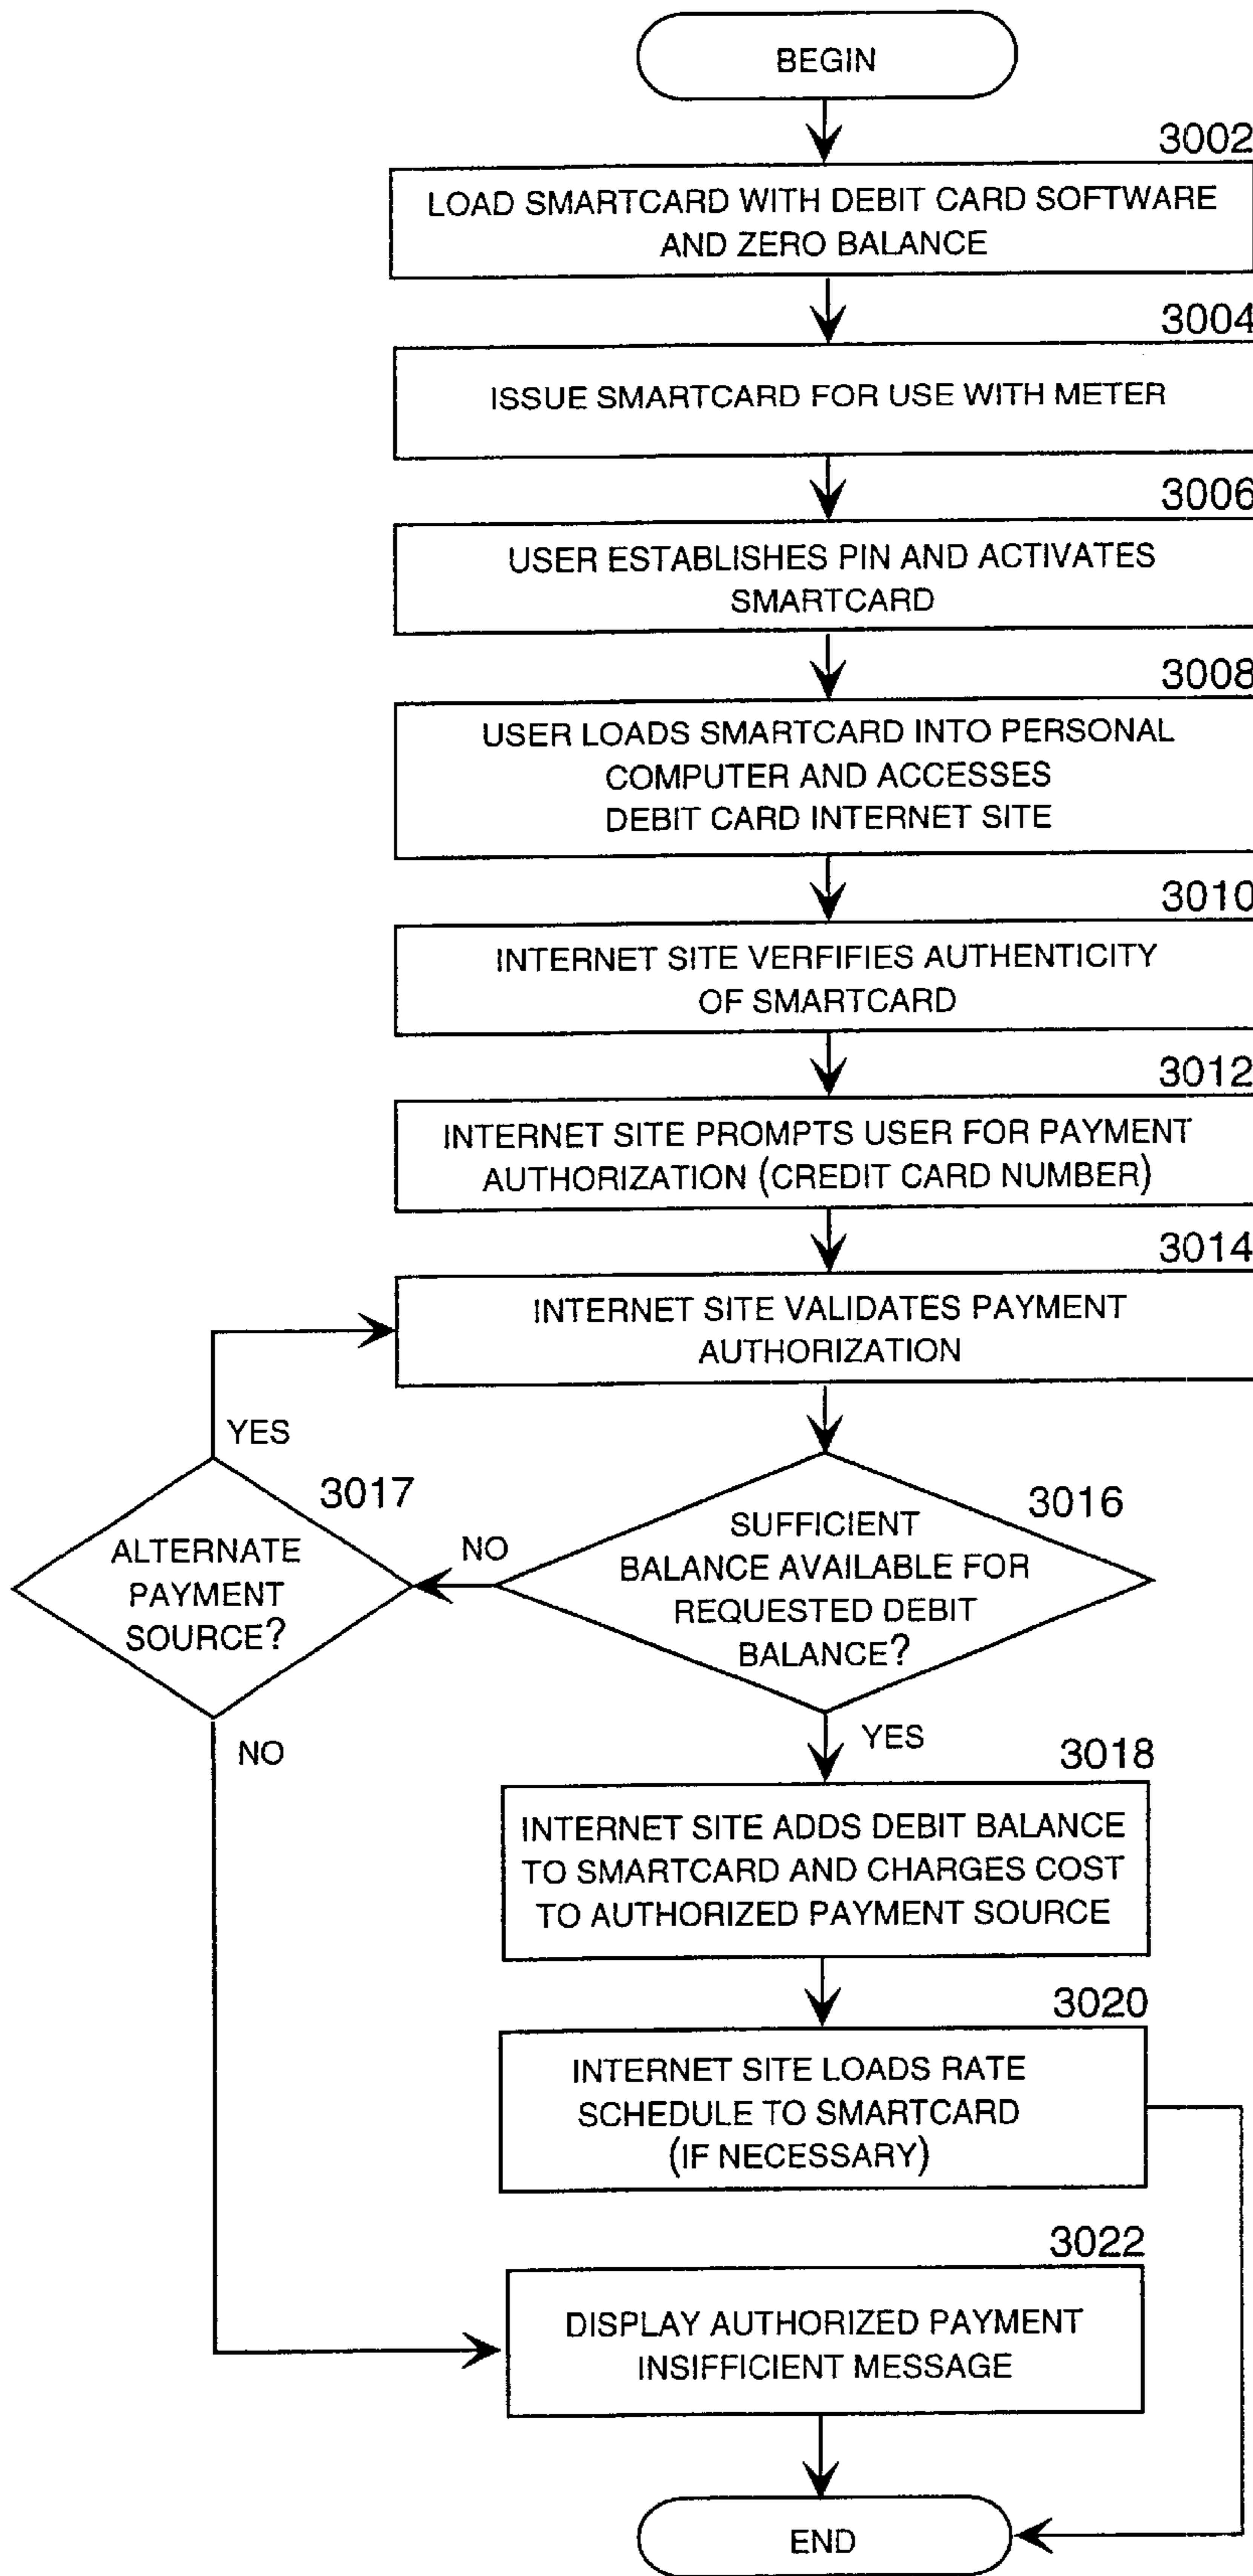 BEGIN
3002
LOAD SMARTCARD WITH DEBIT CARD SOFTWARE
AND ZERO BALANCE
3004
ISSUE SMARTCARD FOR USE WITH METER
3006
USER ESTABLISHES PIN AND ACTIVATES
SMARTCARD
3008
USER LOADS SMARTCARD INTO PERSONAL
COMPUTER AND ACCESSES
DEBIT CARD INTERNET SITE
3010
INTERNET SITE VERFIFIES AUTHENTICITY
OF SMARTCARD
3012
INTERNET SITE PROMPTS USER FOR PAYMENT
AUTHORIZATION (CREDIT CARD NUMBER)
3014
INTERNET SITE VALIDATES PAYMENT
AUTHORIZATION
YES
3017
ALTERNATE
PAYMENT
SOURCE?
NO
3016
SUFFICIENT
BALANCE AVAILABLE FOR
REQUESTED DEBIT
BALANCE?
NO
YES
3018
INTERNET SITE ADDS DEBIT BALANCE
TO SMARTCARD AND CHARGES COST
TO AUTHORIZED PAYMENT SOURCE
3020
INTERNET SITE LOADS RATE
SCHEDULE TO SMARTCARD
(IF NECESSARY)
3022
DISPLAY AUTHORIZED PAYMENT
INSIFFICIENT MESSAGE
END